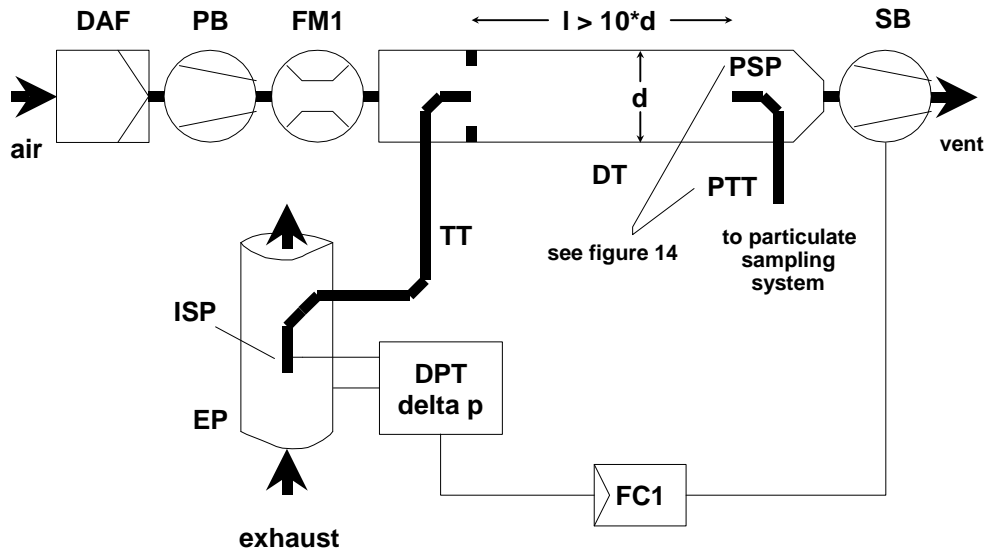 DAF
PB
FM1
l > 10*d
SB
air
d
PSP
vent
DT
PTT
TT
see figure 14
to particulate
sampling
system
ISP
DPT
delta p
EP
FC1
exhaust